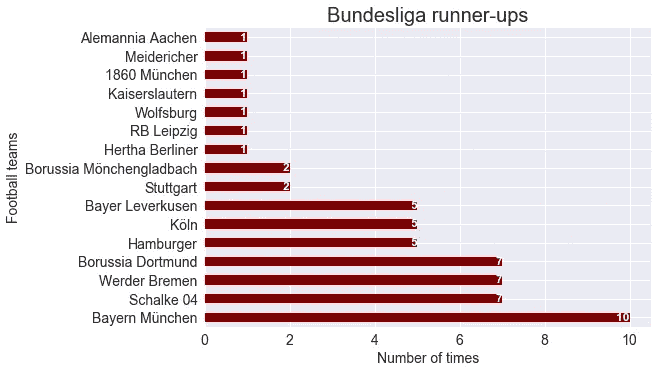 Bundesliga runner-ups
Football teams
Alemannia Aachen 1
Meidericher 1
1860 München 1
Kaiserslautern 1
Wolfsburg 1
RB Leipzig 1
Hertha Berliner 1
Borussia Mönchengladbach 2
Stuttgart 2
Bayer Leverkusen 5
Köln 5
Hamburger 5
Borussia Dortmund 7
Werder Bremen 7
Schalke 04 7
Bayern München 10
0 2 4 6 8 10
Number of times